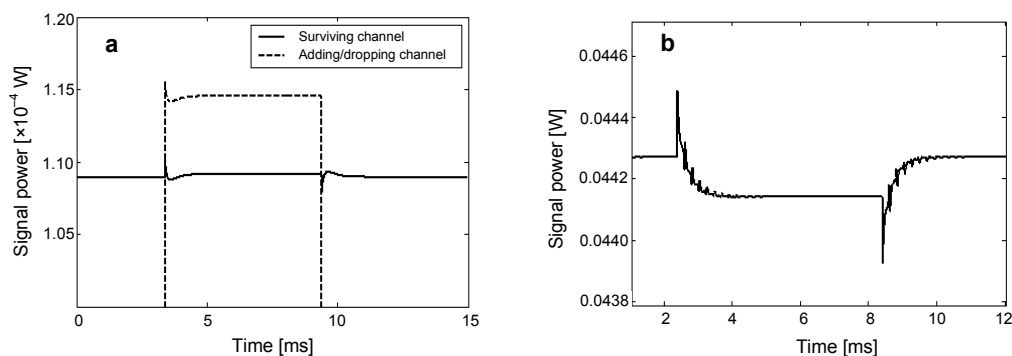 1.20
a
Surviving channel
Adding/dropping channel
1.15
1.10
1.05
Signal power [×10⁻⁴ W]
0
5
10
15
Time [ms]
b
0.0446
0.0444
0.0442
0.0440
0.0438
Signal power [W]
2
4
6
8
10
12
Time [ms]